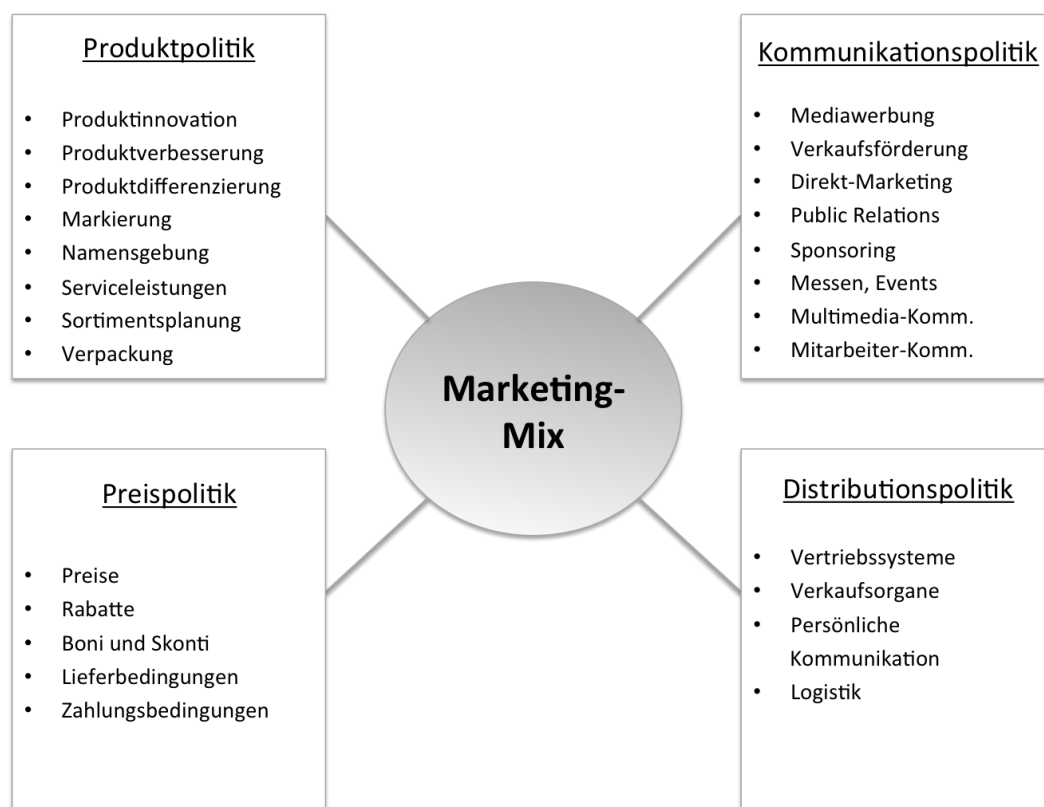 Produktpolitik
• Produktinnovation
• Produktverbesserung
• Produktdifferenzierung
• Markierung
• Namensgebung
• Serviceleistungen
• Sortimentsplanung
• Verpackung
Kommunikationspolitik
• Mediawerbung
• Verkaufsförderung
• Direkt-Marketing
• Public Relations
• Sponsoring
• Messen, Events
• Multimedia-Komm.
• Mitarbeiter-Komm.
Marketing-
Mix
Preispolitik
• Preise
• Rabatte
• Boni und Skonti
• Lieferbedingungen
• Zahlungsbedingungen
Distributionspolitik
• Vertriebssysteme
• Verkaufsorgane
• Persönliche
Kommunikation
• Logistik